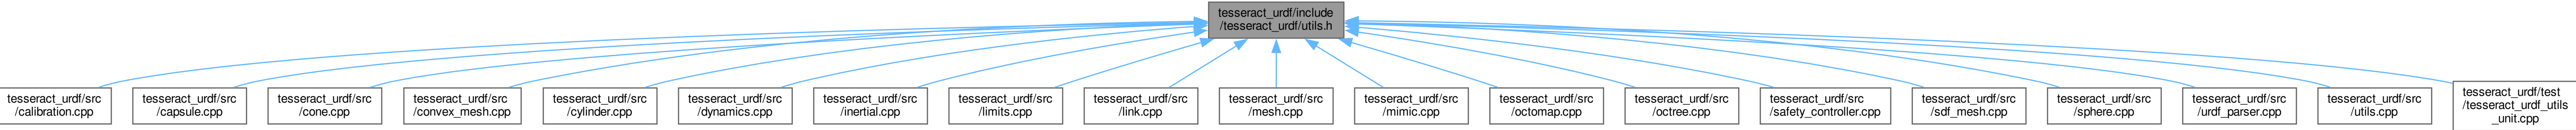 tesseract_urdf/include
/tesseract_urdf/utils.h
tesseract_urdf/src
/calibration.cpp
tesseract_urdf/src
/capsule.cpp
tesseract_urdf/src
/cone.cpp
tesseract_urdf/src
/convex_mesh.cpp
tesseract_urdf/src
/cylinder.cpp
tesseract_urdf/src
/dynamics.cpp
tesseract_urdf/src
/inertial.cpp
tesseract_urdf/src
/limits.cpp
tesseract_urdf/src
/link.cpp
tesseract_urdf/src
/mesh.cpp
tesseract_urdf/src
/mimic.cpp
tesseract_urdf/src
/octomap.cpp
tesseract_urdf/src
/octree.cpp
tesseract_urdf/src
/safety_controller.cpp
tesseract_urdf/src
/sdf_mesh.cpp
tesseract_urdf/src
/sphere.cpp
tesseract_urdf/src
/urdf_parser.cpp
tesseract_urdf/src
/utils.cpp
tesseract_urdf/test
/tesseract_urdf_utils
_unit.cpp